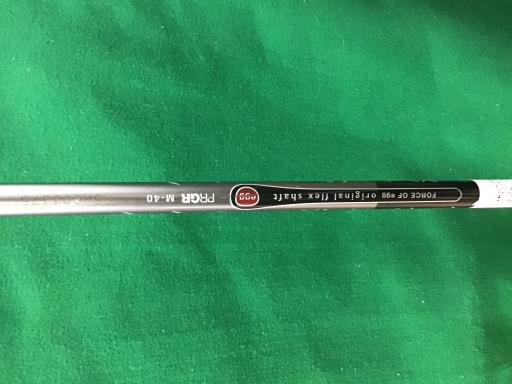 FORCE OF egg original flex shaft
egg
PRGR M-40